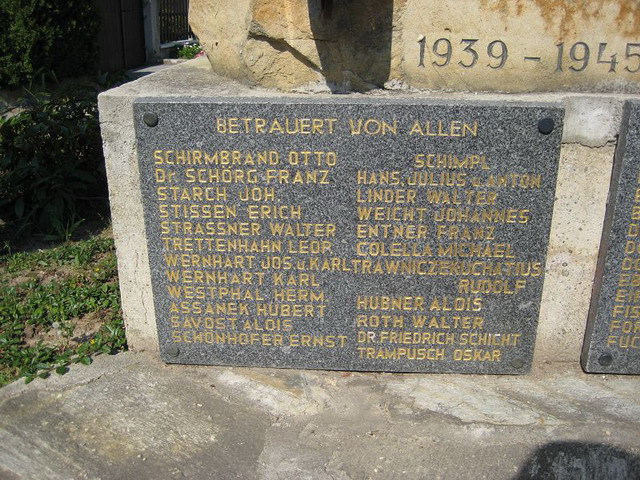 1939 - 1945
BETRAUERT VON ALLEN
SCHIRMBRAND OTTO
Dr SCHÖRG FRANZ
STARCH JOH.
STISSEN ERICH
STRASSNER WALTER
TRETTENHAHN LEOP.
WERNHART JOS u. KARL
WERNHART KARL
WESTPHAL HERM
ASSANEK HUBERT
SAVOST ALOIS
SCHÖNHOFER ERNST
SCHIMPL
HANS, JULIUS u. ANTON
LINDER WALTER
WEICHT JOHANNES
ENTNER FRANZ
COLELLA MICHAEL
TRAWNICZEK
RUDOLF
HÜBNER ALOIS
ROTH WALTER
DR FRIEDRICH SCHICHT
TRAMPUSCH OSKAR